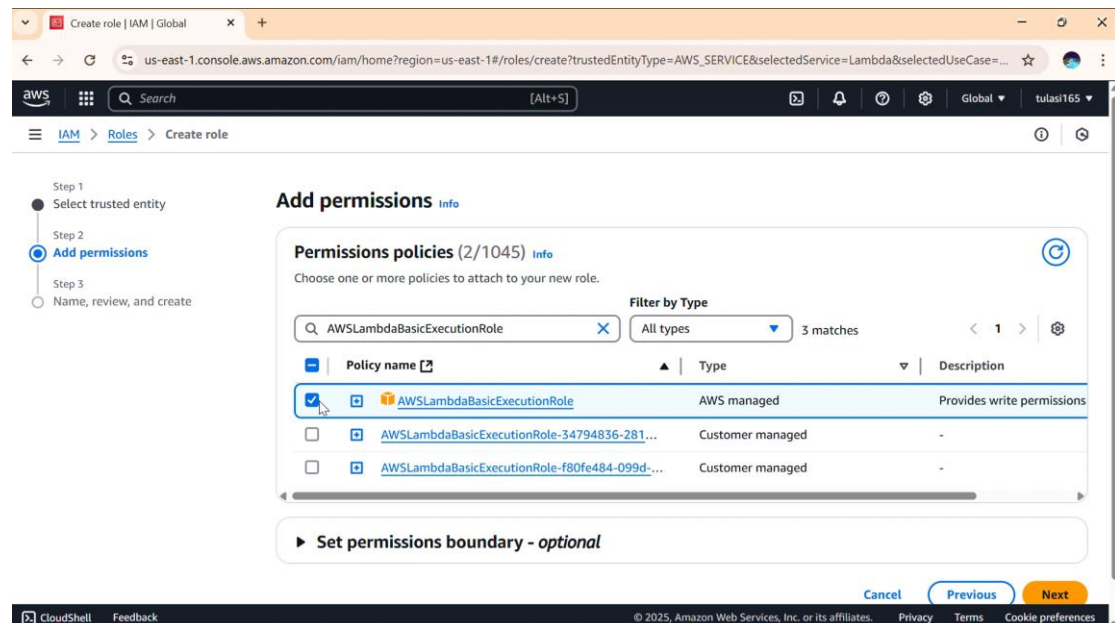 Create role | IAM | Global
us-east-1.console.aws.amazon.com/iam/home?region=us-east-1#/roles/create?trustedEntityType=AWS_SERVICE&selectedService=Lambda&selectedUseCase=...
aws Search [Alt+S] Global tulasi165
IAM > Roles > Create role
Step 1
Select trusted entity
Step 2
Add permissions
Step 3
Name, review, and create
Add permissions Info
Permissions policies (2/1045) Info
Choose one or more policies to attach to your new role.
Filter by Type
AWSLambdaBasicExecutionRole All types 3 matches < 1 >
Policy name Type Description
AWSLambdaBasicExecutionRole AWS managed Provides write permissions
AWSLambdaBasicExecutionRole-34794836-281... Customer managed -
AWSLambdaBasicExecutionRole-f80fe484-099d-... Customer managed -
Set permissions boundary - optional
Cancel Previous Next
CloudShell Feedback © 2025, Amazon Web Services, Inc. or its affiliates. Privacy Terms Cookie preferences